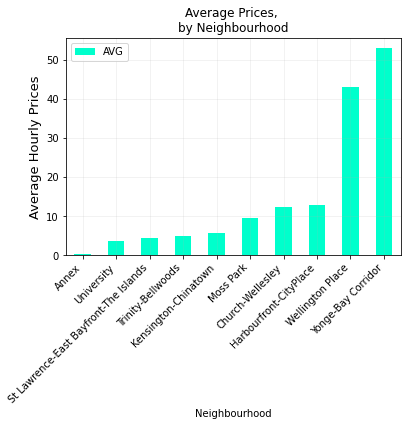 Average Prices,
by Neighbourhood
AVG
Average Hourly Prices
50
40
30
20
10
0
Annex
University
St Lawrence-East Bayfront-The Islands
Trinity-Bellwoods
Kensington-Chinatown
Moss Park
Church-Wellesley
Harbourfront-CityPlace
Wellington Place
Yonge-Bay Corridor
Neighbourhood